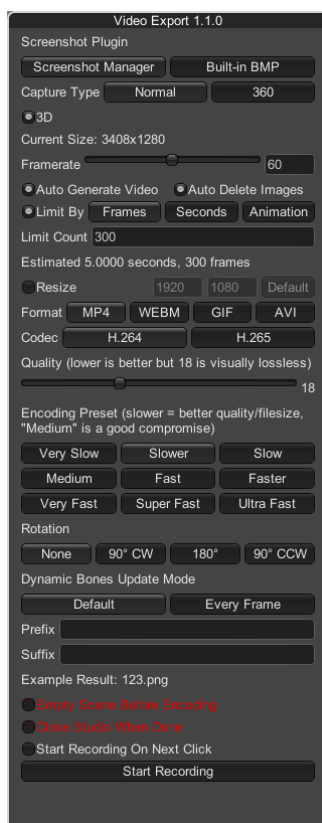 Video Export 1.1.0
Screenshot Plugin
Screenshot Manager Built-in BMP
Capture Type Normal 360
3D
Current Size: 3408x1280
Framerate 60
Auto Generate Video Auto Delete Images
Limit By Frames Seconds Animation
Limit Count 300
Estimated 5.0000 seconds, 300 frames
Resize 1920 1080 Default
Format MP4 WEBM GIF AVI
Codec H.264 H.265
Quality (lower is better but 18 is visually lossless)
18
Encoding Preset (slower = better quality/filesize,
"Medium" is a good compromise)
Very Slow Slower Slow
Medium Fast Faster
Very Fast Super Fast Ultra Fast
Rotation
None 90° CW 180° 90° CCW
Dynamic Bones Update Mode
Default Every Frame
Prefix
Suffix
Example Result: 123.png
Empty Scene Before Encoding
Close Studio When Done
Start Recording On Next Click
Start Recording